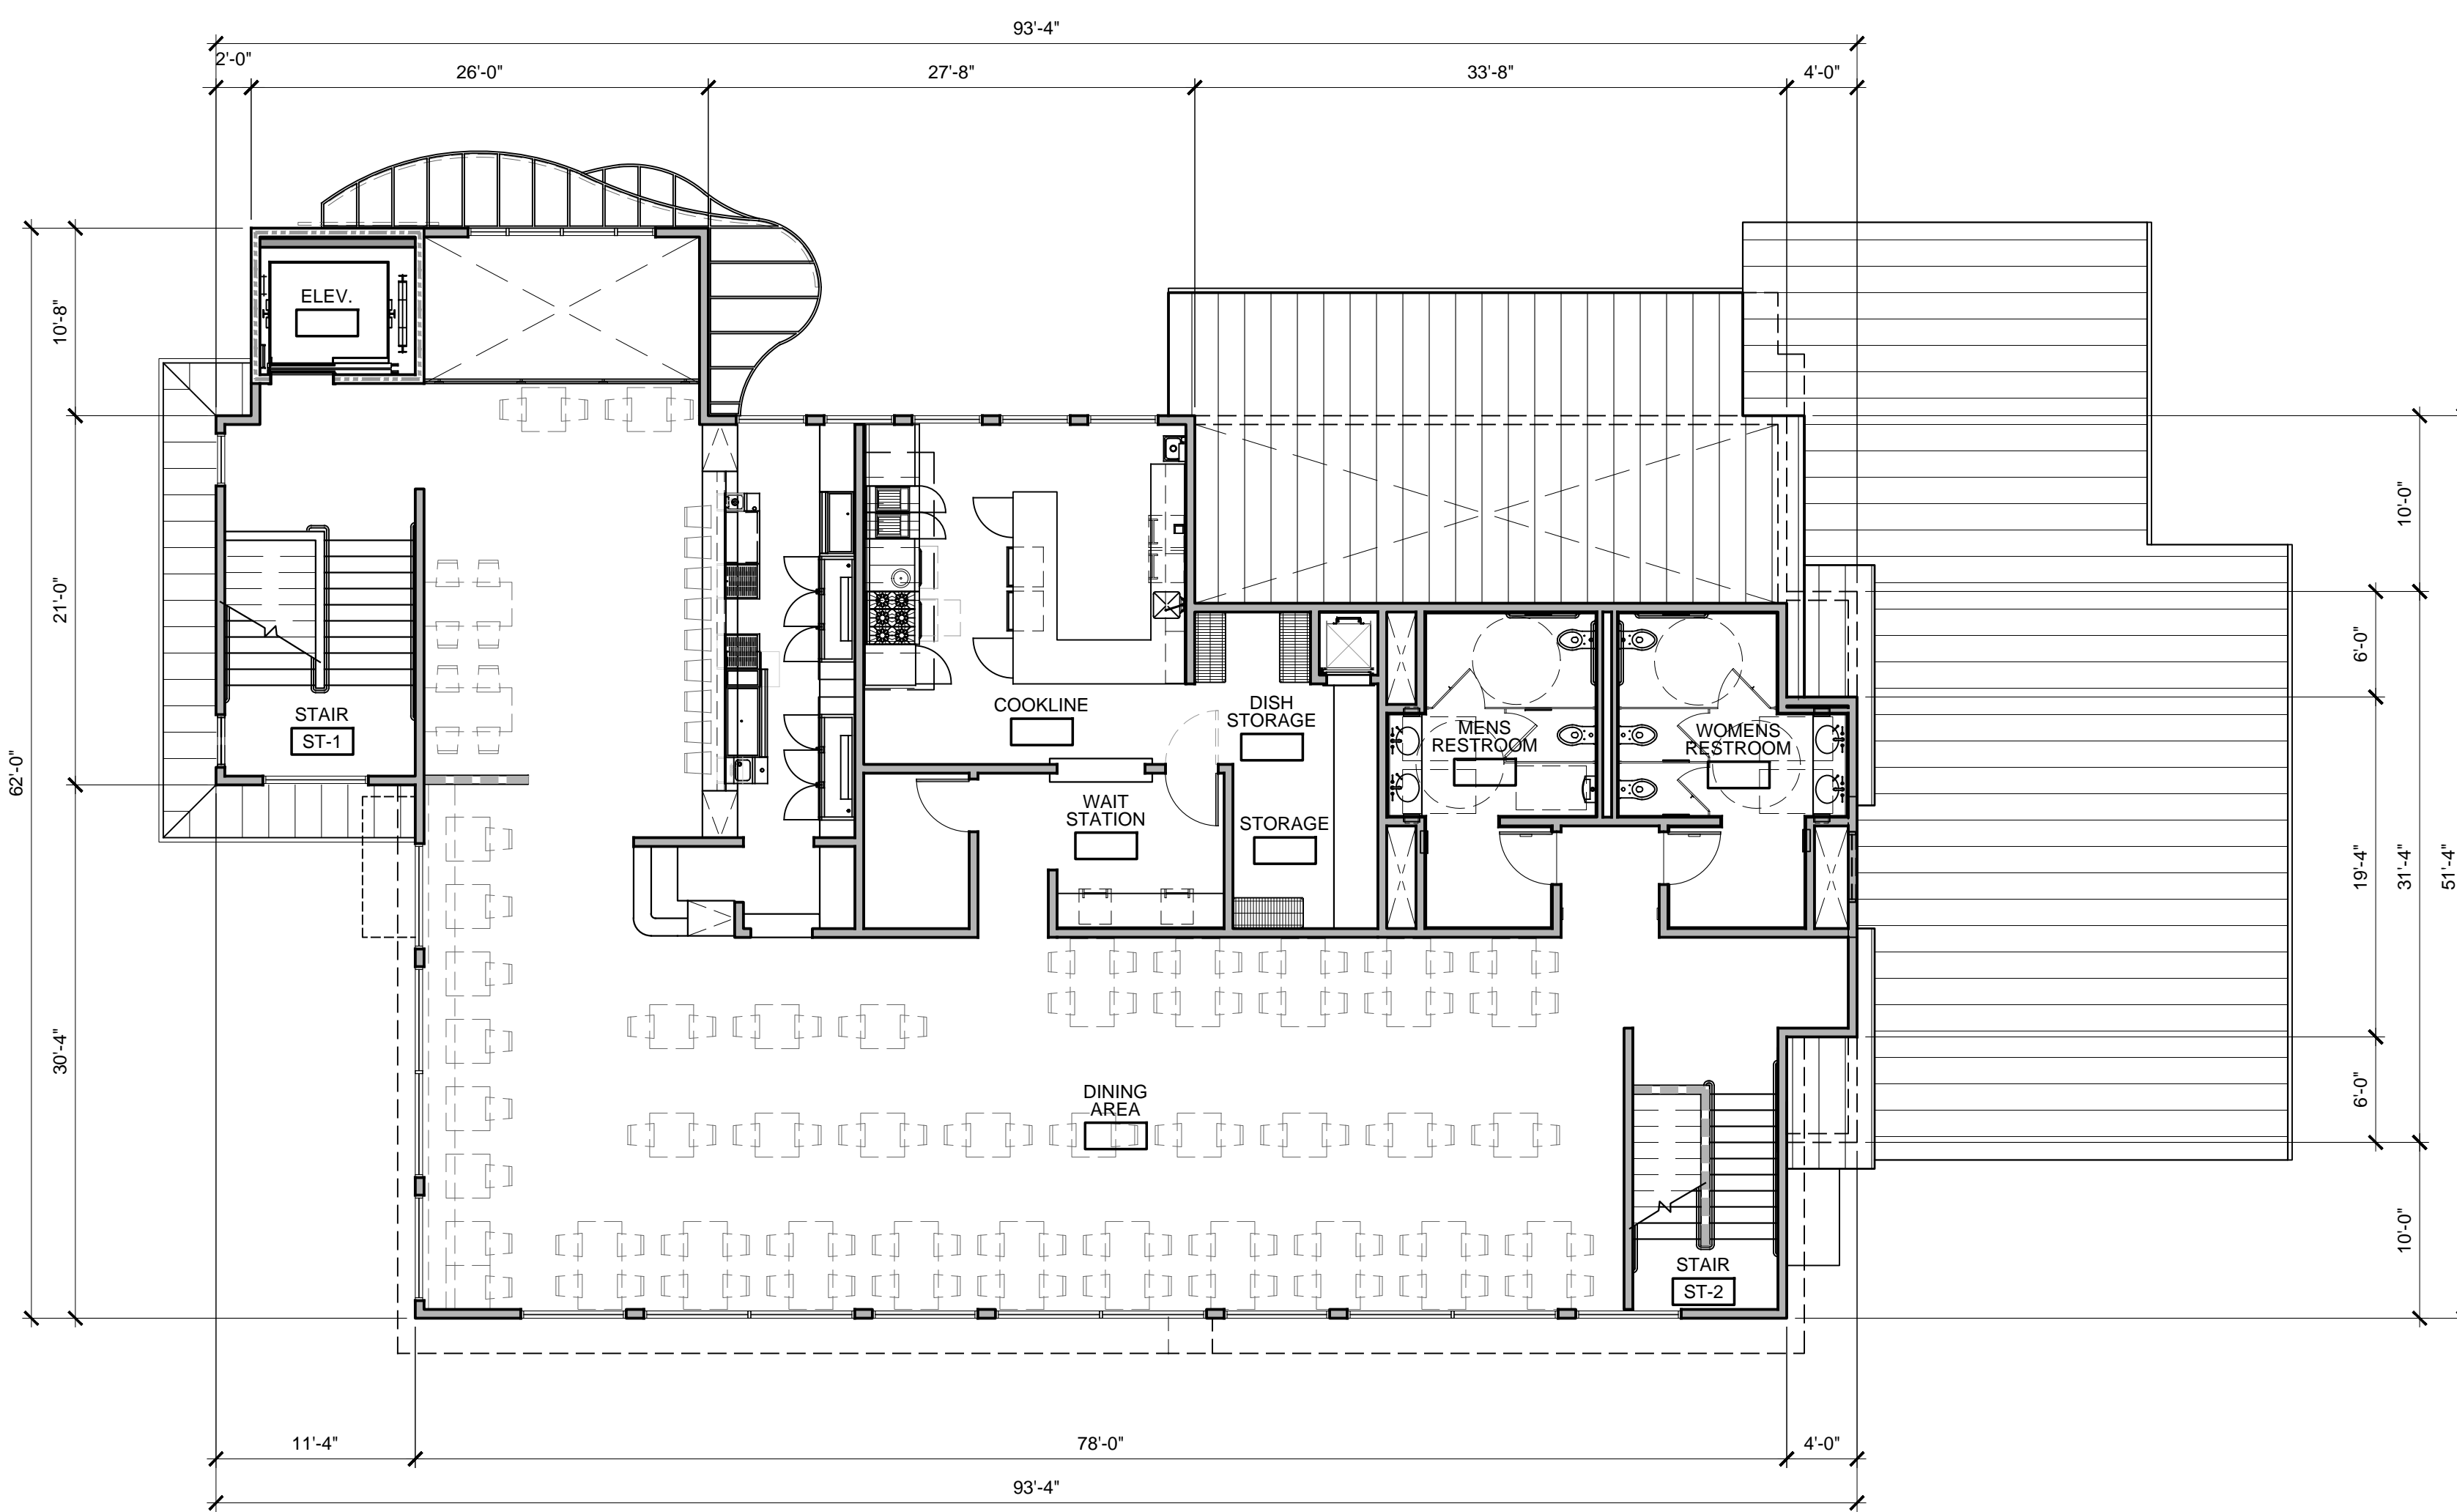 93'-4"
2'-0"
26'-0"
27'-8"
33'-8"
4'-0"
ELEV.
10'-8"
21'-0"
62'-0"
30'-4"
10'-0"
6'-0"
19'-4"
31'-4"
51'-4"
6'-0"
10'-0"
STAIR
ST-1
COOKLINE
DISH
STORAGE
MENS
RESTROOM
WOMENS
RESTROOM
WAIT
STATION
STORAGE
DINING
AREA
STAIR
ST-2
11'-4"
78'-0"
4'-0"
93'-4"